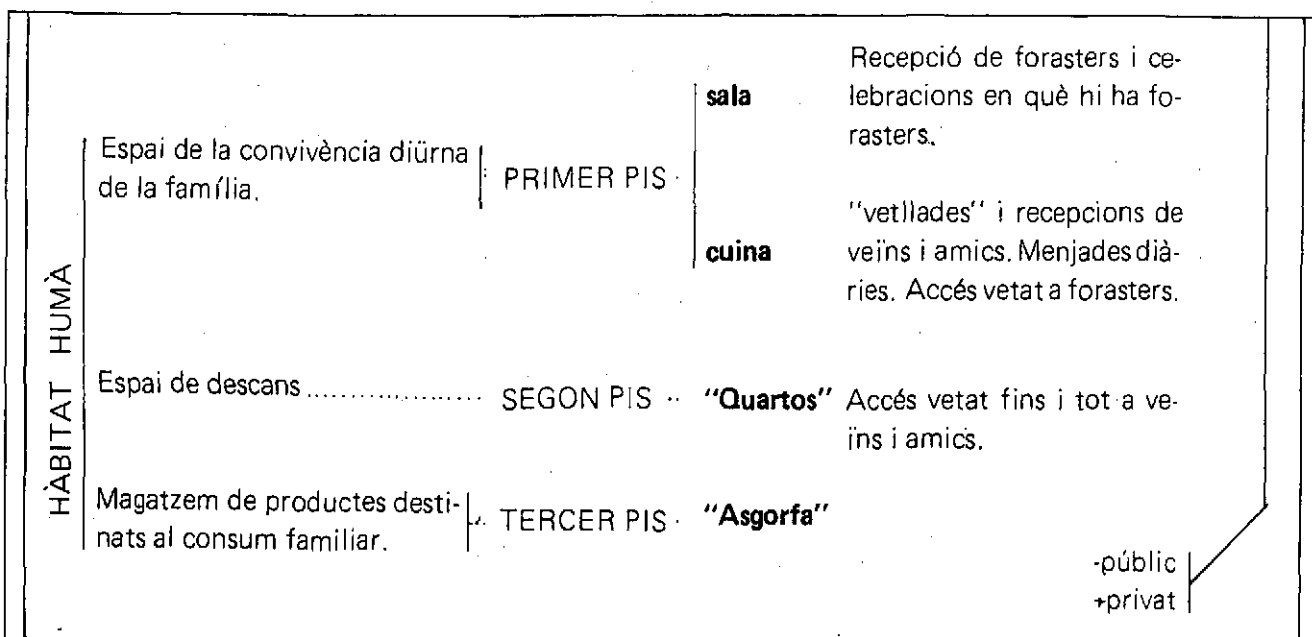 HÀBITAT HUMÀ
Espai de la convivència diürna
de la família.
PRIMER PIS
sala
Recepció de forasters i ce-
lebracions en què hi ha fo-
rasters.
cuina
"vetllades" i recepcions de
veïns i amics. Menjades dià-
ries. Accés vetat a forasters.
Espai de descans .................. SEGON PIS .. "Quartos" Accés vetat fins i tot a ve-
ïns i amics.
Magatzem de productes desti-
nats al consum familiar.
TERCER PIS · "Asgorfa"
-públic
+privat